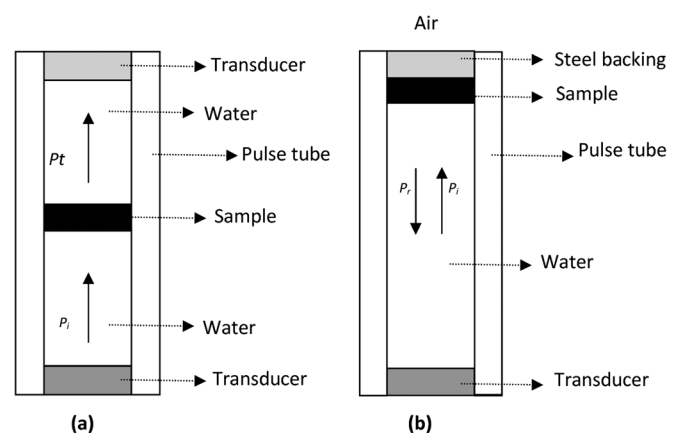 Transducer
Water
Pt
Pulse tube
Sample
Pi
Water
Transducer
(a)
Air
Steel backing
Sample
Pulse tube
Pr
Pi
Water
Transducer
(b)